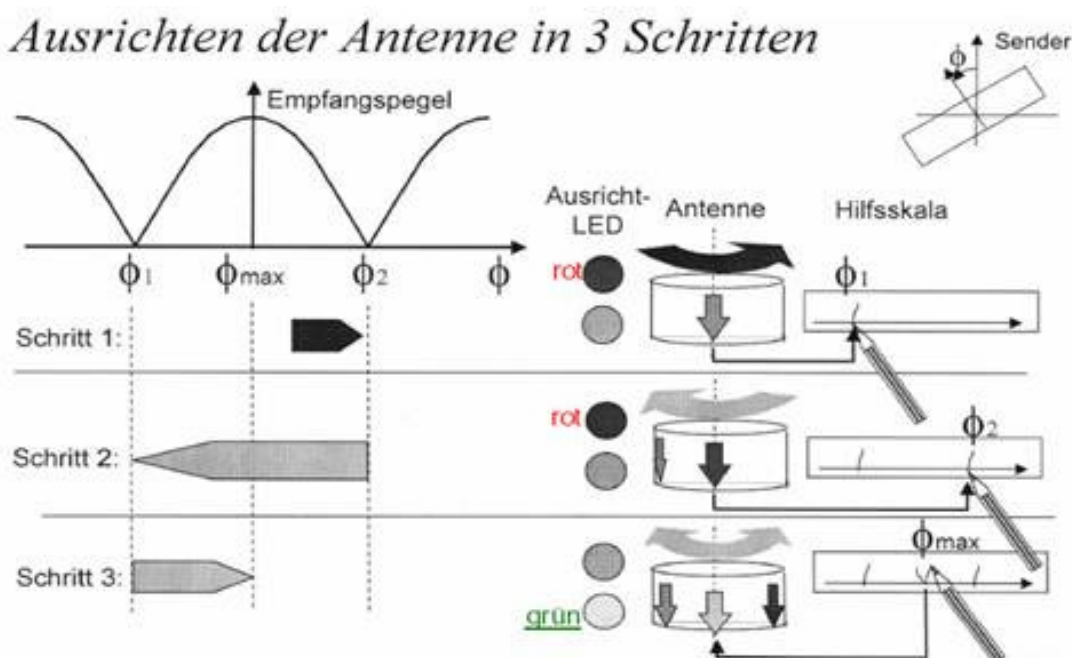 Ausrichten der Antenne in 3 Schritten
Sender
ϕ
Empfangspegel
Ausricht-
LED
Antenne
Hilfsskala
ϕ1 ϕmax ϕ2 ϕ
rot
ϕ1
Schritt 1:
rot
ϕ2
Schritt 2:
ϕmax
Schritt 3:
grün